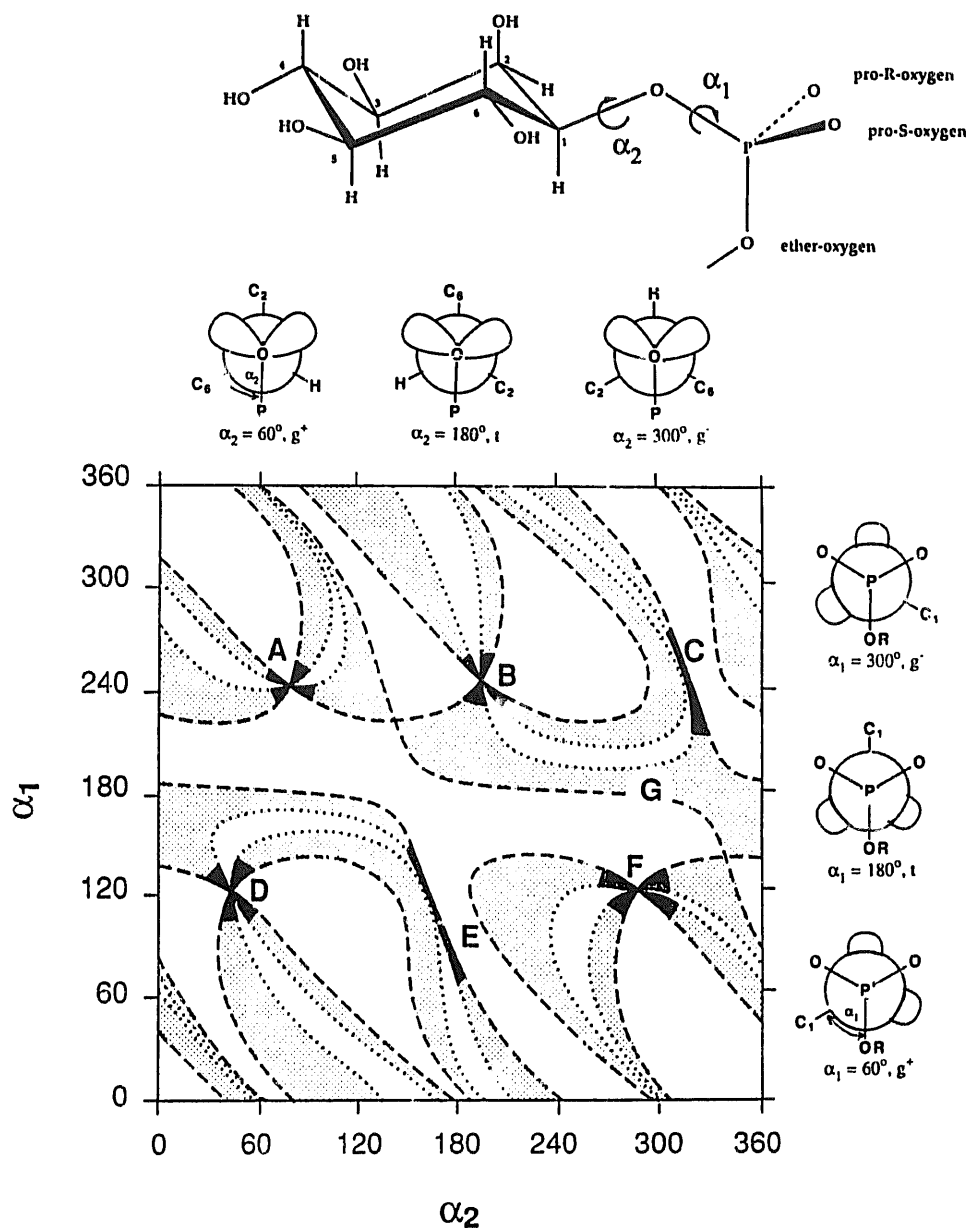 H
OH
H
4
OH
2
H
HO
3
6
HO
OH
1
5
H
H
H
O
α₁
α₂
O
pro-R-oxygen
O
pro-S-oxygen
P
O
ether-oxygen
C₂
O
C₆
α₂
H
P
α₂ = 60°, g⁺
C₆
O
H
C₂
P
α₂ = 180°, t
H
O
C₂
C₆
P
α₂ = 300°, g⁻
360
300
240
180
120
60
0
α₁
A
B
C
G
D
E
F
0
60
120
180
240
300
360
α₂
O
O
P
C₁
OR
α₁ = 300°, g⁻
C₁
O
O
P
OR
α₁ = 180°, t
O
O
P
C₁
α₁
OR
α₁ = 60°, g⁺